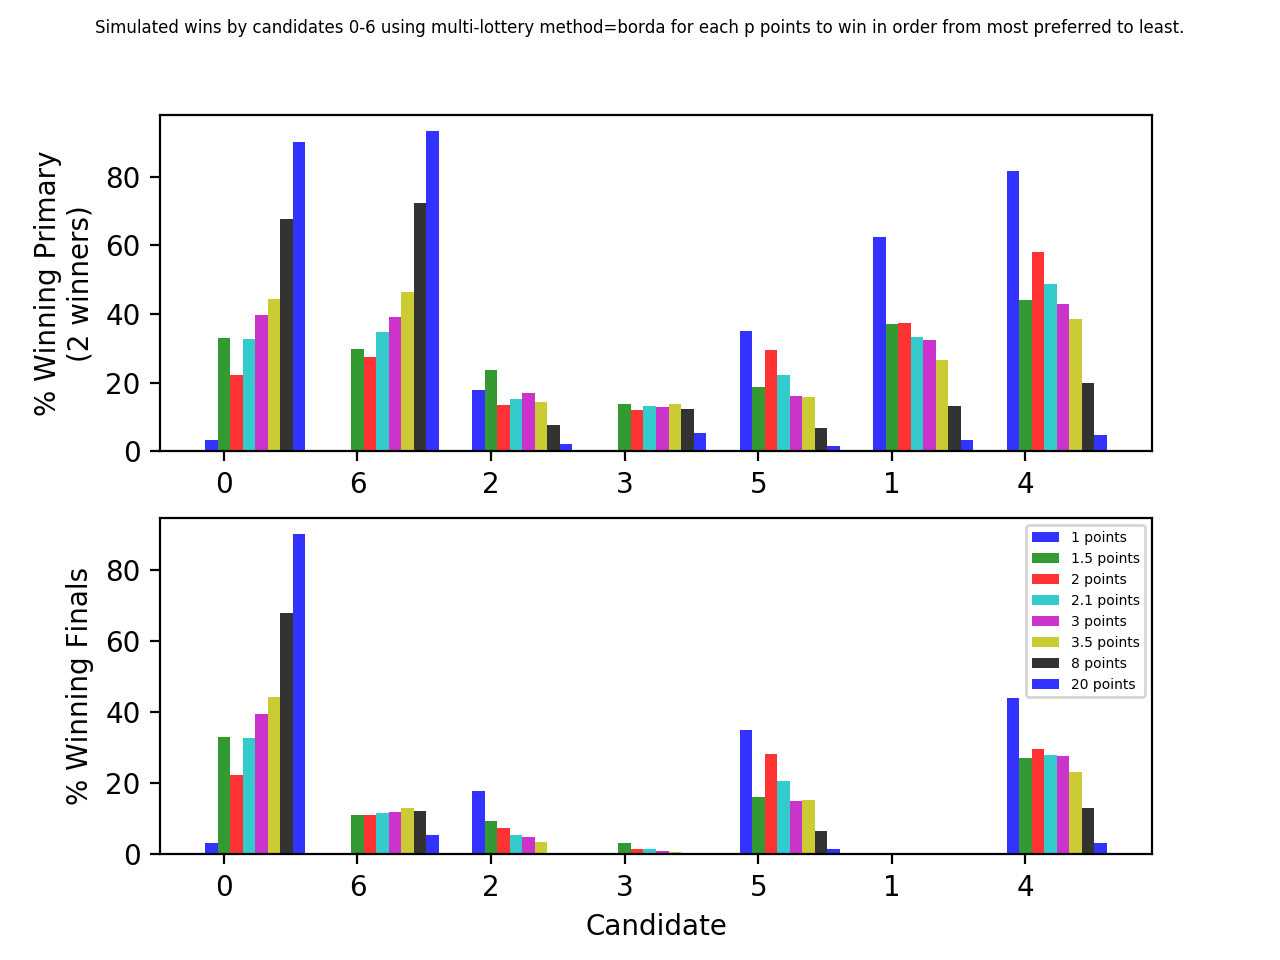 Simulated wins by candidates 0-6 using multi-lottery method=borda for each p points to win in order from most preferred to least.
% Winning Primary
(2 winners)
80
60
40
20
0
0 6 2 3 5 1 4
% Winning Finals
80
60
40
20
0
1 points
1.5 points
2 points
2.1 points
3 points
3.5 points
8 points
20 points
0 6 2 3 5 1 4
Candidate